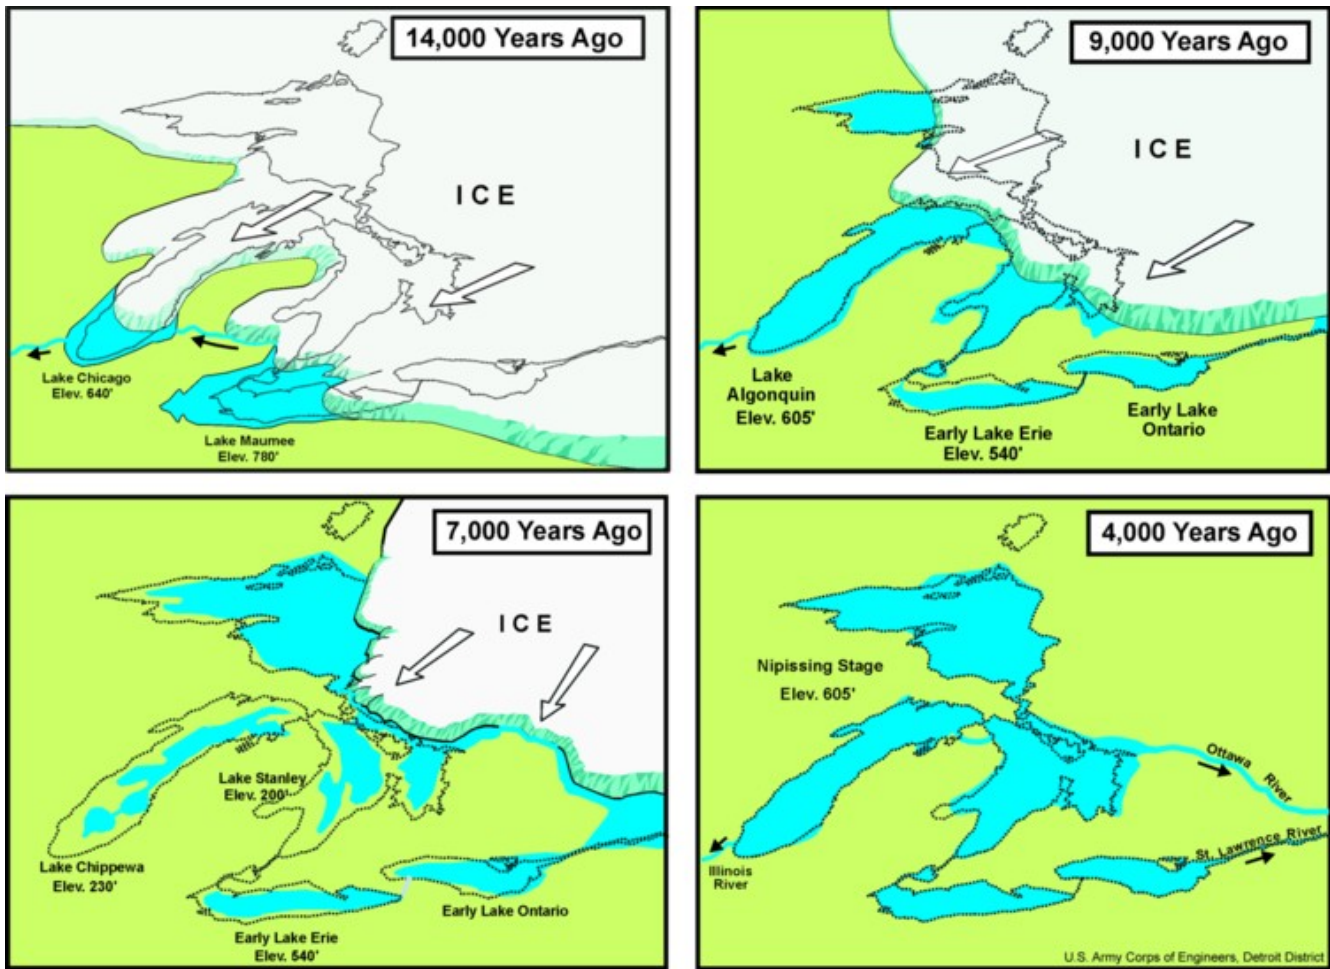 14,000 Years Ago
I C E
Lake Chicago
Elev. 640'
Lake Maumee
Elev. 780'
9,000 Years Ago
I C E
Lake
Algonquin
Elev. 605'
Early Lake Erie
Elev. 540'
Early Lake
Ontario
7,000 Years Ago
I C E
Lake Stanley
Elev. 200'
Lake Chippewa
Elev. 230'
Early Lake Ontario
Early Lake Erie
Elev. 540'
4,000 Years Ago
Nipissing Stage
Elev. 605'
Ottawa River
St. Lawrence River
Illinois
River
U.S. Army Corps of Engineers, Detroit District